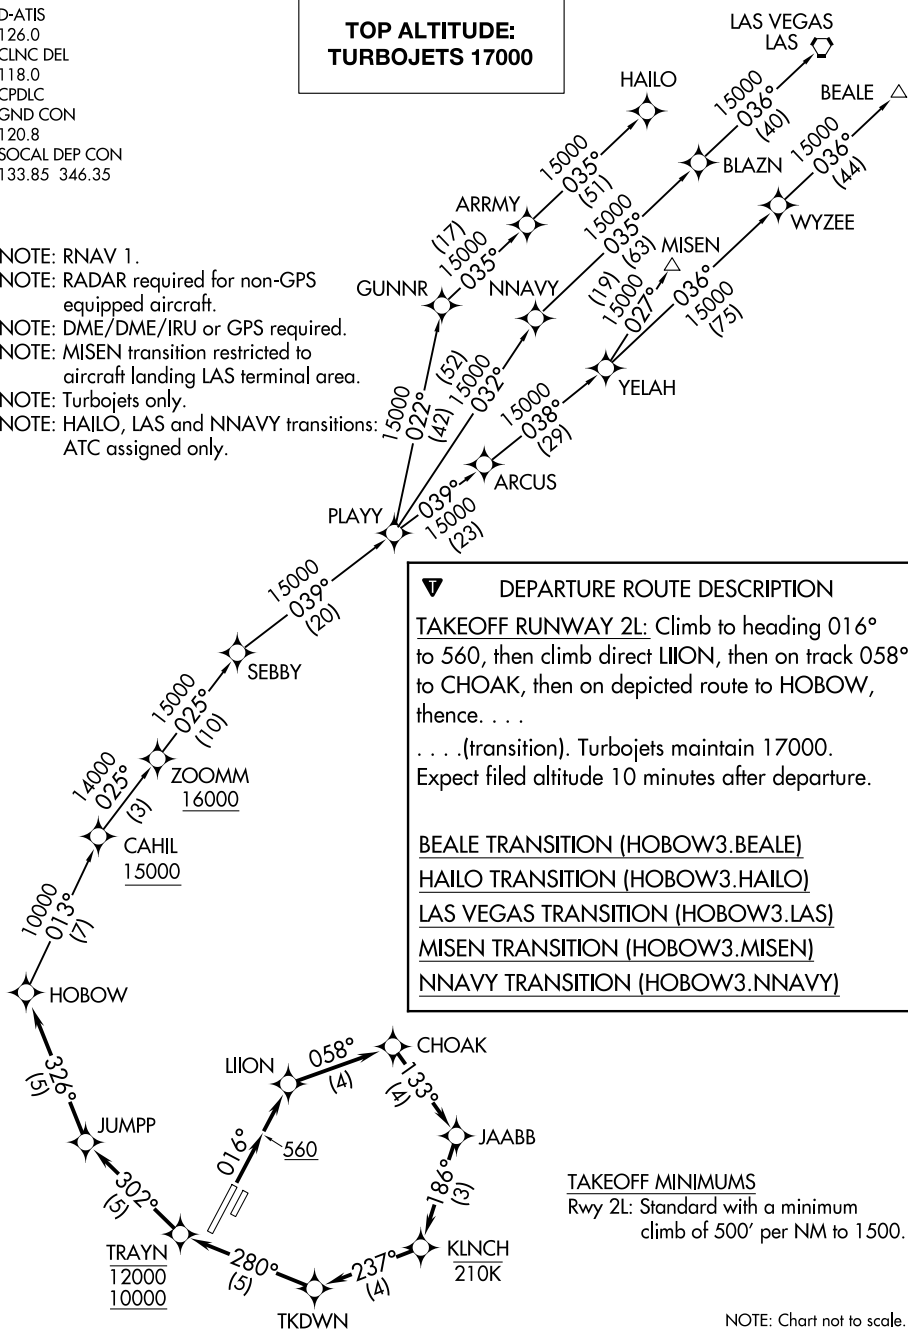 D-ATIS
126.0
CLNC DEL
118.0
CPDLC
GND CON
120.8
SOCAL DEP CON
133.85 346.35
TOP ALTITUDE:
TURBOJETS 17000
LAS VEGAS
LAS
HAILO
BEALE
15000
036°
(40)
15000
036°
(44)
BLAZN
15000
035°
(51)
ARRMY
WYZEE
(17)
15000
035°
15000
035°
(63)
MISEN
NOTE: RNAV 1.
NOTE: RADAR required for non-GPS
equipped aircraft.
NOTE: DME/DME/IRU or GPS required.
NOTE: MISEN transition restricted to
aircraft landing LAS terminal area.
NOTE: Turbojets only.
NOTE: HAILO, LAS and NNAVY transitions:
ATC assigned only.
GUNNR
NNAVY
(19)
15000
027°
036°
15000
(75)
YELAH
15000
022°
(42)
(52)
15000
032°
15000
038°
(29)
ARCUS
PLAYY
039°
15000
(23)
15000
039°
(20)
SEBBY
T
DEPARTURE ROUTE DESCRIPTION
TAKEOFF RUNWAY 2L: Climb to heading 016°
to 560, then climb direct LIION, then on track 058°
to CHOAK, then on depicted route to HOBOW,
thence. . . .
. . . .(transition). Turbojets maintain 17000.
Expect filed altitude 10 minutes after departure.
BEALE TRANSITION (HOBOW3.BEALE)
HAILO TRANSITION (HOBOW3.HAILO)
LAS VEGAS TRANSITION (HOBOW3.LAS)
MISEN TRANSITION (HOBOW3.MISEN)
NNAVY TRANSITION (HOBOW3.NNAVY)
15000
025°
(10)
ZOOMM
16000
14000
025°
(3)
CAHIL
15000
10000
013°
(7)
HOBOW
326°
(5)
JUMPP
302°
(5)
TRAYN
12000
10000
LIION
058°
(4)
CHOAK
133°
(4)
JAABB
016°
560
186°
(3)
KLNCH
210K
237°
(4)
280°
(5)
TKDWN
TAKEOFF MINIMUMS
Rwy 2L: Standard with a minimum
climb of 500' per NM to 1500.
NOTE: Chart not to scale.